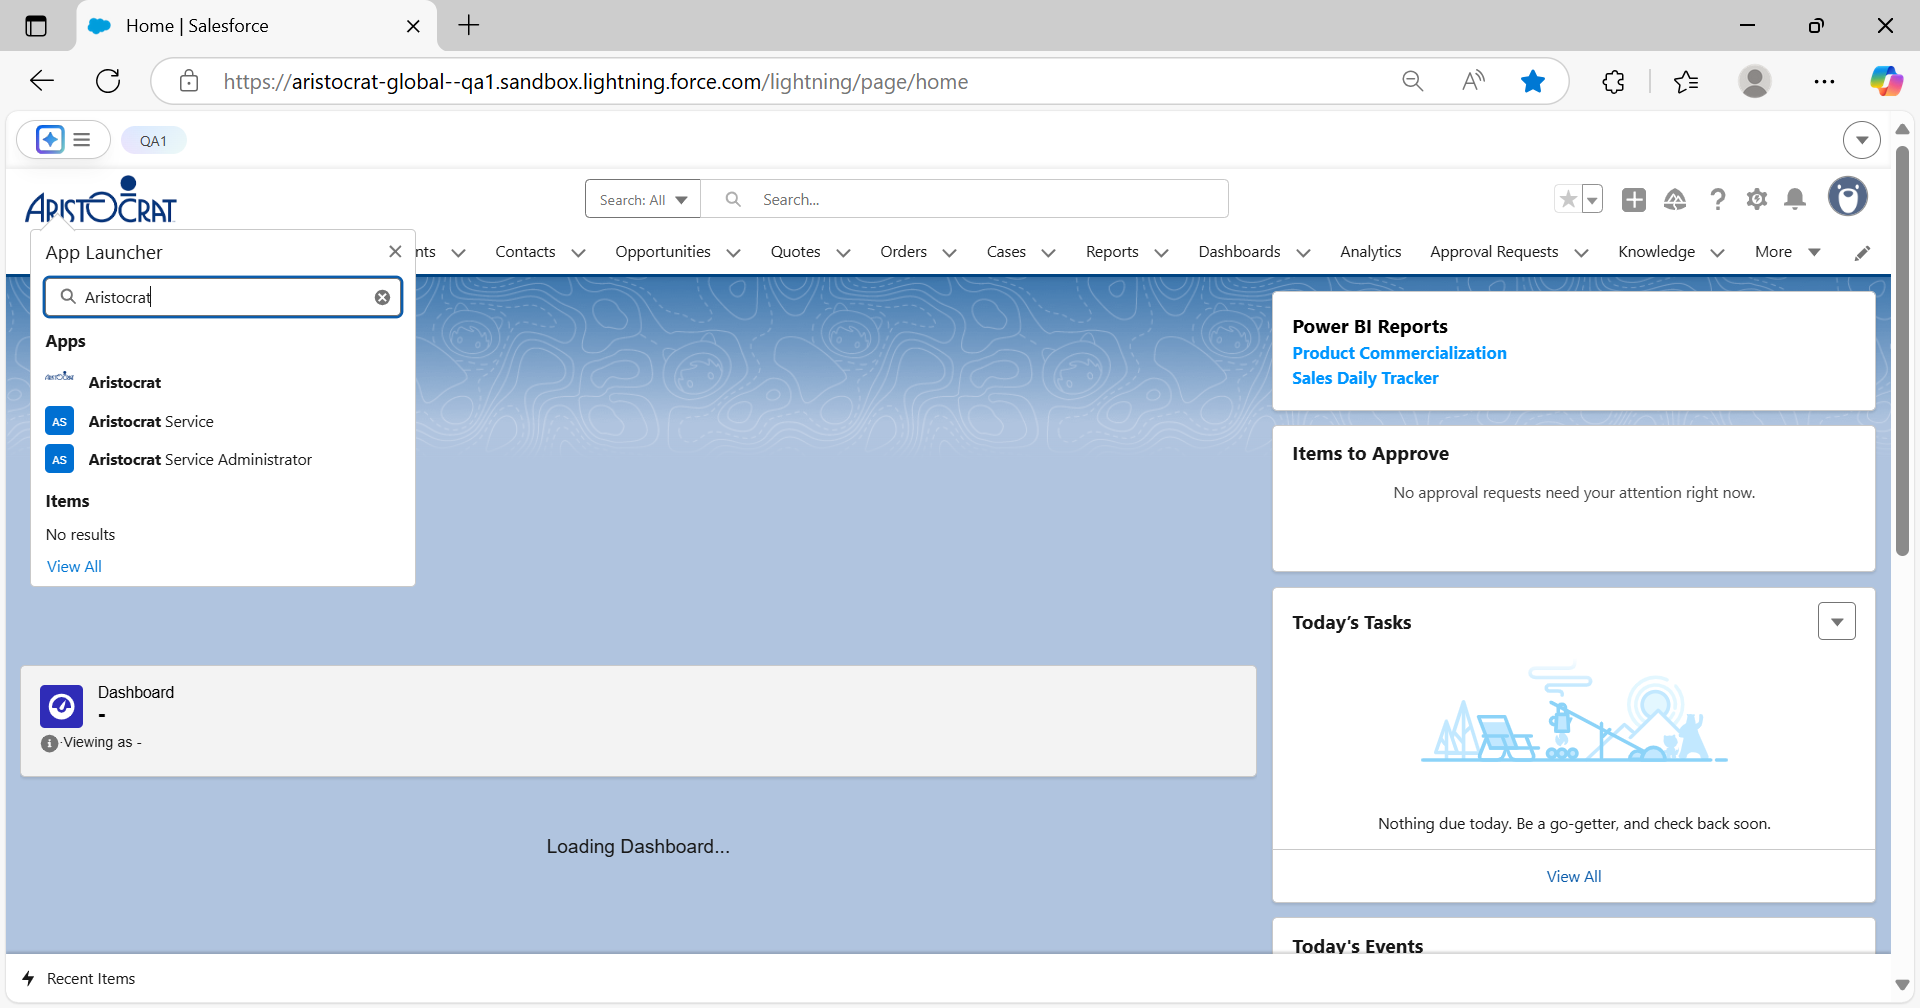 Home | Salesforce
https://aristocrat-global--qa1.sandbox.lightning.force.com/lightning/page/home
QA1
ARISTOCRAT
Search: All
Search...
App Launcher
nts
Contacts
Opportunities
Quotes
Orders
Cases
Reports
Dashboards
Analytics
Approval Requests
Knowledge
More
Aristocrat
Apps
ARISTOCRAT
Aristocrat
AS
Aristocrat Service
AS
Aristocrat Service Administrator
Items
No results
View All
Power BI Reports
Product Commercialization
Sales Daily Tracker
Items to Approve
No approval requests need your attention right now.
Today’s Tasks
Nothing due today. Be a go-getter, and check back soon.
View All
Today's Events
Dashboard
-
Viewing as -
Loading Dashboard...
Recent Items